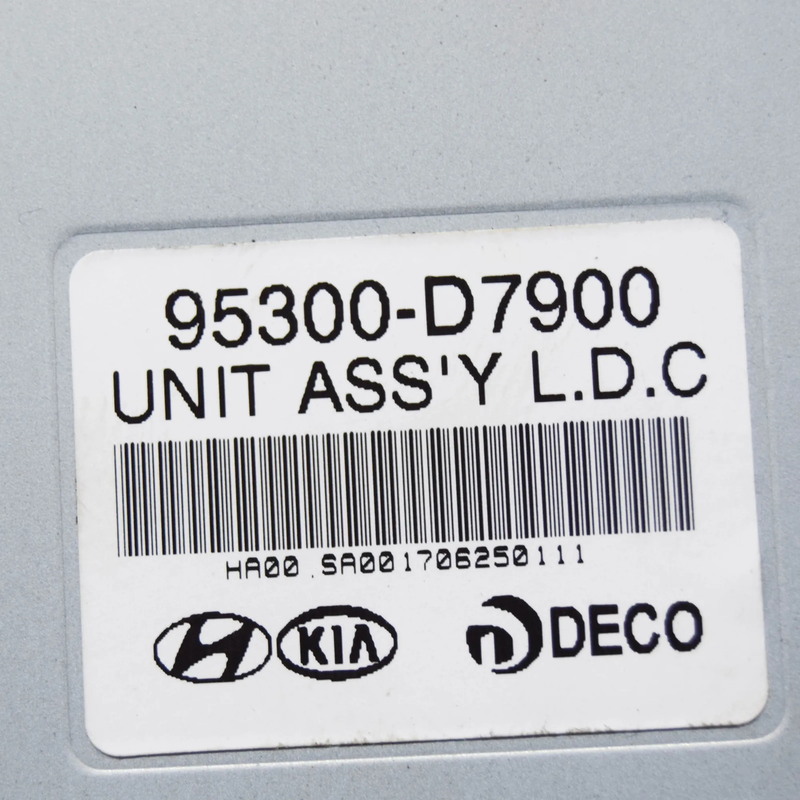 95300-D7900
UNIT ASS'Y L.D.C
HA00 SA001706250111
KIA DECO